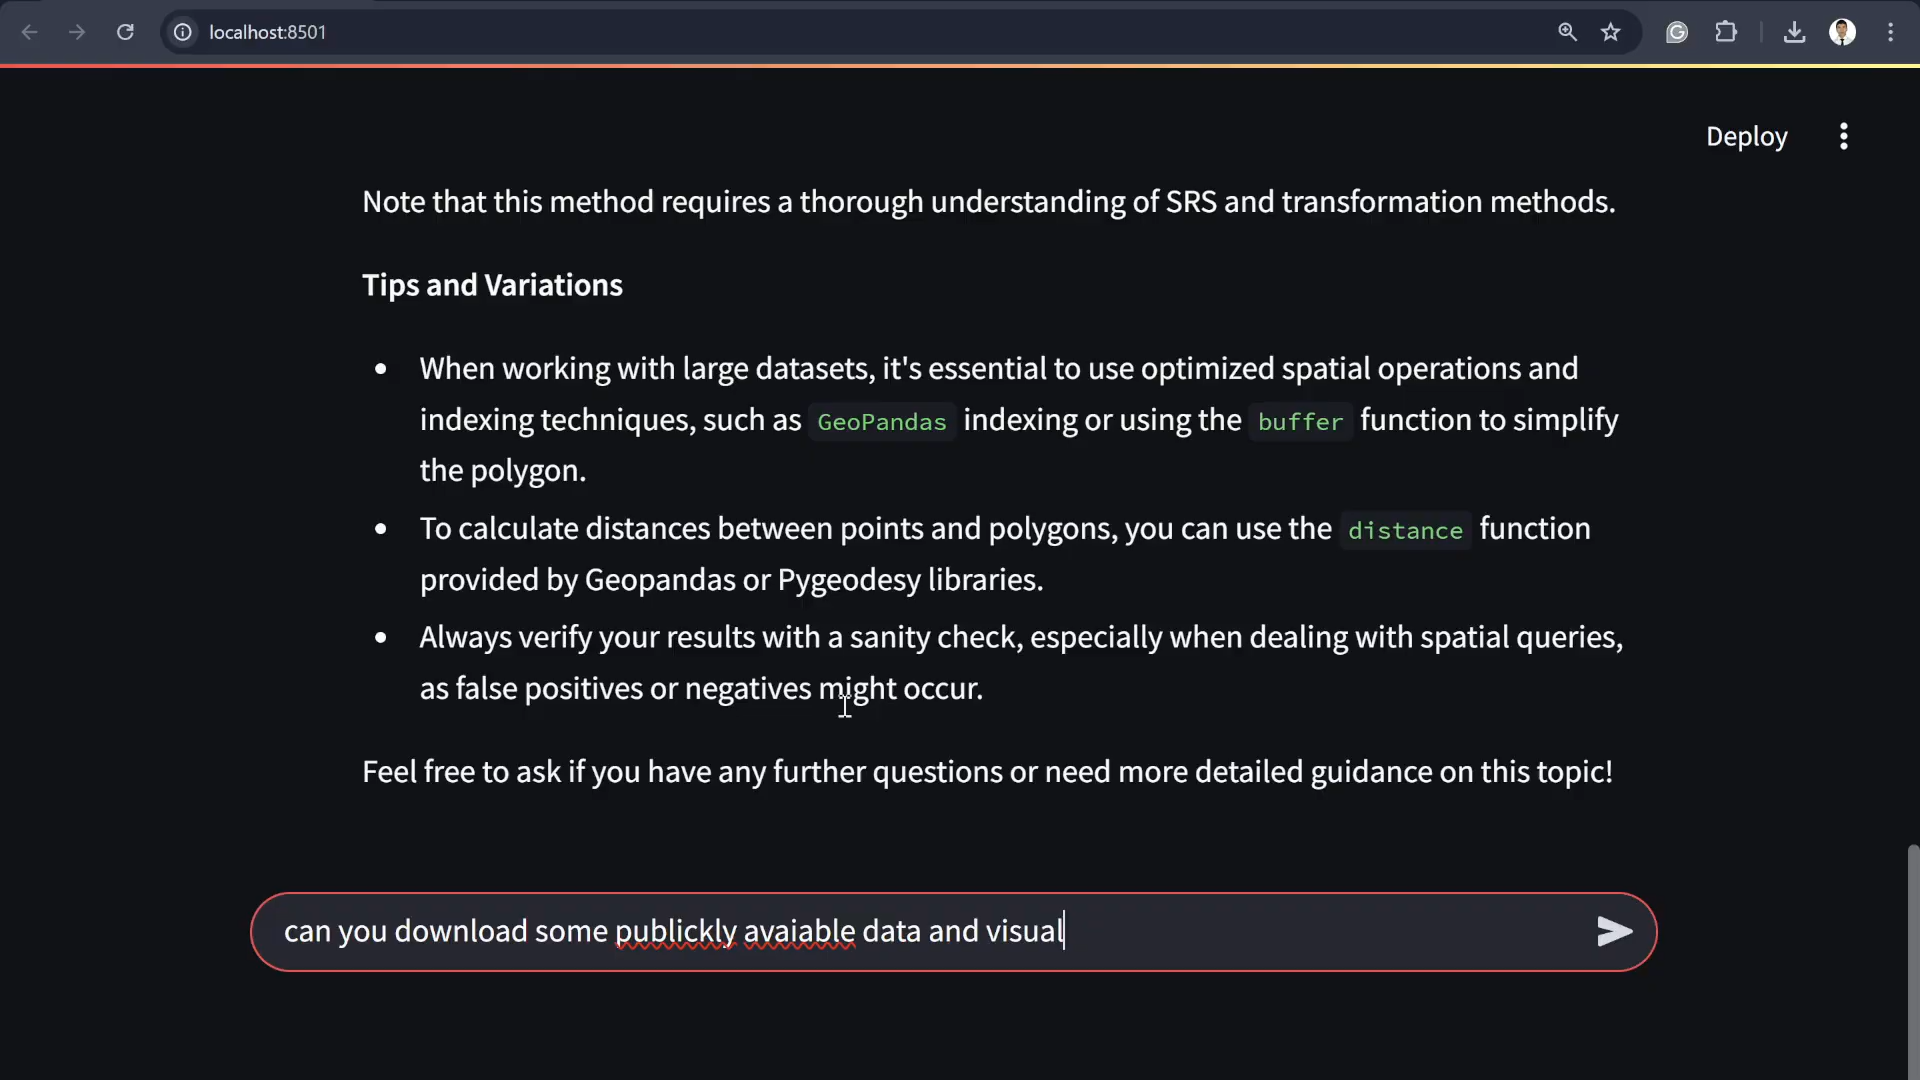 localhost:8501
Deploy
Note that this method requires a thorough understanding of SRS and transformation methods.
Tips and Variations
When working with large datasets, it's essential to use optimized spatial operations and
indexing techniques, such as GeoPandas indexing or using the buffer function to simplify
the polygon.
To calculate distances between points and polygons, you can use the distance function
provided by Geopandas or Pygeodesy libraries.
Always verify your results with a sanity check, especially when dealing with spatial queries,
as false positives or negatives might occur.
Feel free to ask if you have any further questions or need more detailed guidance on this topic!
can you download some publickly avaiable data and visual